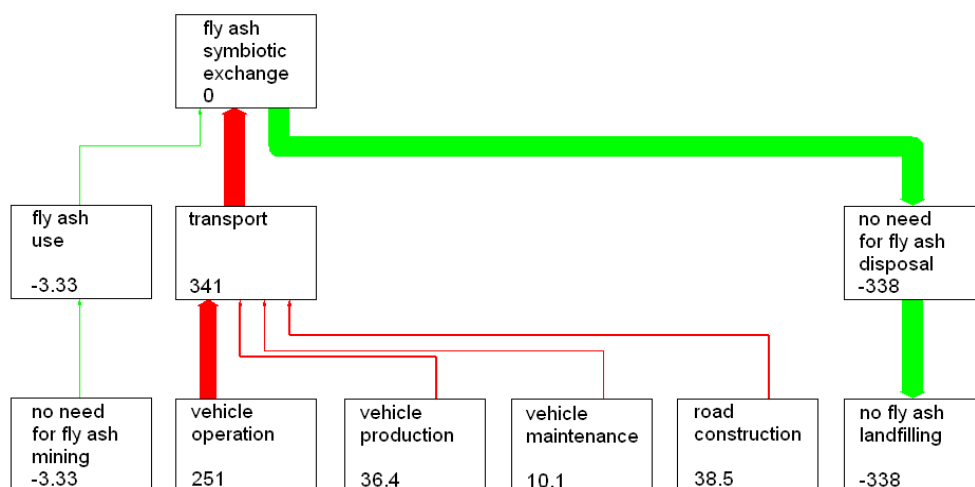 fly ash
symbiotic
exchange
0
fly ash
use
-3.33
transport
341
no need
for fly ash
disposal
-338
no need
for fly ash
mining
-3.33
vehicle
operation
251
vehicle
production
36.4
vehicle
maintenance
10.1
road
construction
38.5
no fly ash
landfilling
-338